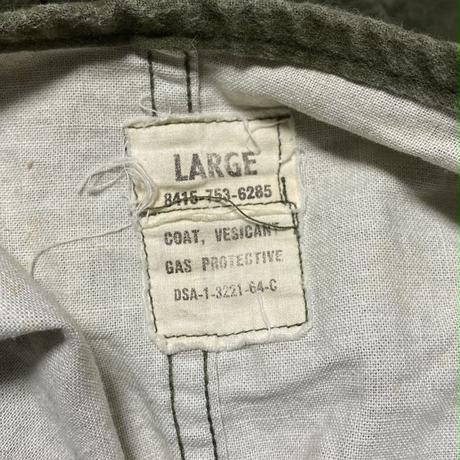 LARGE
8415-753-6285
COAT, VESICANT
GAS PROTECTIVE
DSA-1-3221-64-C